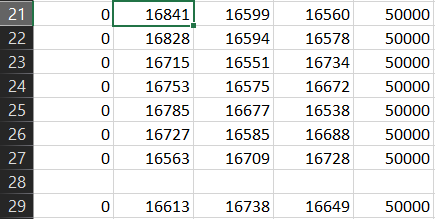 21 0 16841 16599 16560 50000
22 0 16828 16594 16578 50000
23 0 16715 16551 16734 50000
24 0 16753 16575 16672 50000
25 0 16785 16677 16538 50000
26 0 16727 16585 16688 50000
27 0 16563 16709 16728 50000
28
29 0 16613 16738 16649 50000